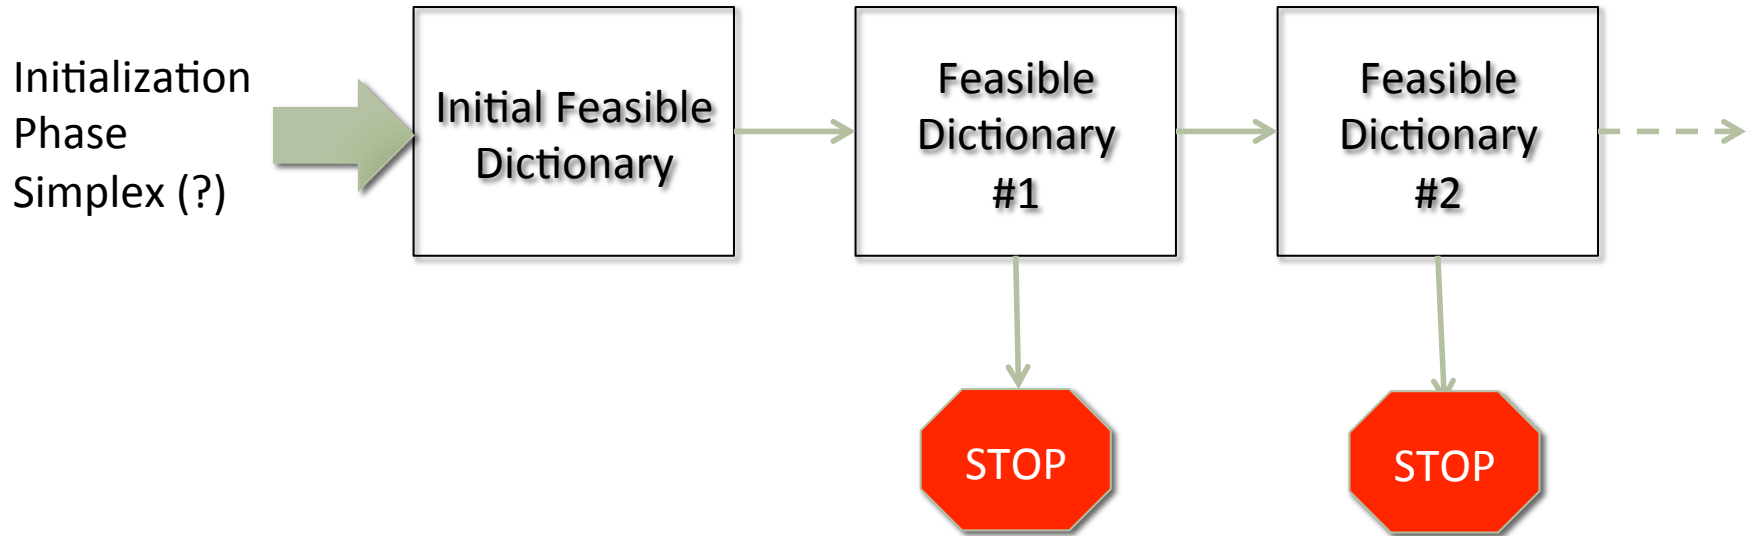 Initialization
Phase
Simplex (?)
Initial Feasible
Dictionary
Feasible
Dictionary
#1
Feasible
Dictionary
#2
STOP
STOP